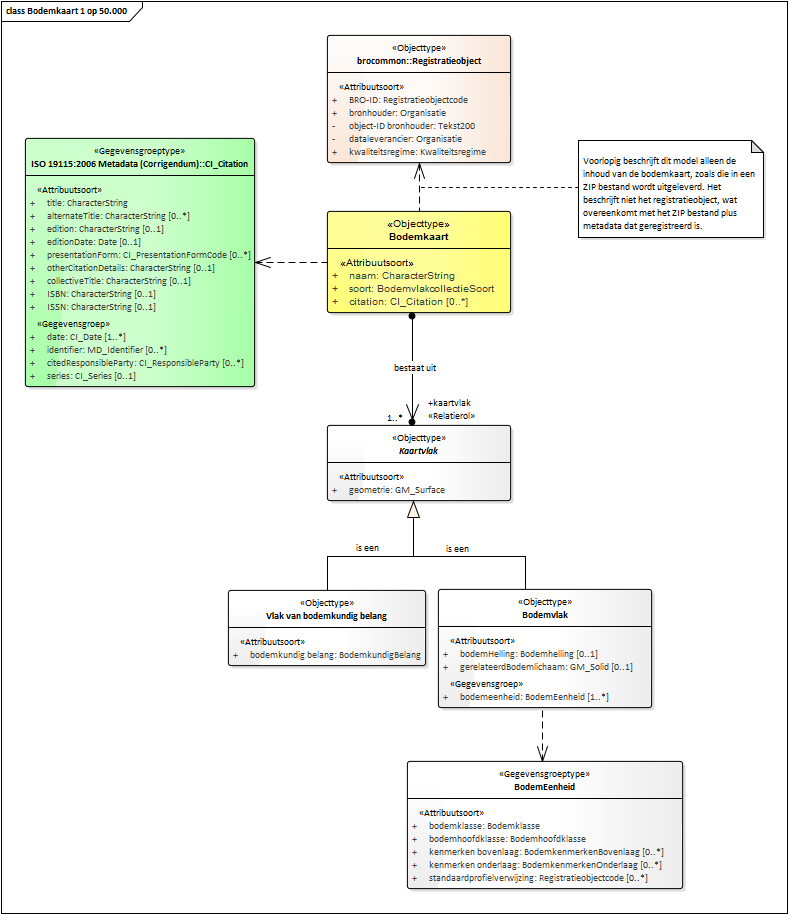 class Bodemkaart 1 op 50.000
«Objecttype»
brocommon::Registratieobject
«Attribuutsoort»
+ BRO-ID: Registratieobjectcode
+ bronhouder: Organisatie
- object-ID bronhouder: Tekst200
- dataleverancier: Organisatie
+ kwaliteitsregime: Kwaliteitsregime
«Gegevensgroeptype»
ISO 19115:2006 Metadata (Corrigendum)::CI_Citation
«Attribuutsoort»
+ title: CharacterString
+ alternateTitle: CharacterString [0..*]
+ edition: CharacterString [0..1]
+ editionDate: Date [0..1]
+ presentationForm: CI_PresentationFormCode [0..*]
+ otherCitationDetails: CharacterString [0..1]
+ collectiveTitle: CharacterString [0..1]
+ ISBN: CharacterString [0..1]
+ ISSN: CharacterString [0..1]
«Gegevensgroep»
+ date: CI_Date [1..*]
+ identifier: MD_Identifier [0..*]
+ citedResponsibleParty: CI_ResponsibleParty [0..*]
+ series: CI_Series [0..1]
Voorlopig beschrijft dit model alleen de
inhoud van de bodemkaart, zoals die in een
ZIP bestand wordt uitgeleverd. Het
beschrijft niet het registratieobject, wat
overeenkomt met het ZIP bestand plus
metadata dat geregistreerd is.
«Objecttype»
Bodemkaart
«Attribuutsoort»
+ naam: CharacterString
+ soort: BodemvlakcollectieSoort
+ citation: CI_Citation [0..*]
bestaat uit
+kaartvlak
1..* «Relatierol»
«Objecttype»
Kaartvlak
«Attribuutsoort»
+ geometrie: GM_Surface
is een is een
«Objecttype»
Vlak van bodemkundig belang
«Attribuutsoort»
+ bodemkundig belang: BodemkundigBelang
«Objecttype»
Bodemvlak
«Attribuutsoort»
+ bodemHelling: Bodemhelling [0..1]
+ gerelateerdBodemlichaam: GM_Solid [0..1]
«Gegevensgroep»
+ bodemeenheid: BodemEenheid [1..*]
«Gegevensgroeptype»
BodemEenheid
«Attribuutsoort»
+ bodemklasse: Bodemklasse
+ bodemhoofdklasse: Bodemhoofdklasse
+ kenmerken bovenlaag: BodemkenmerkenBovenlaag [0..*]
+ kenmerken onderlaag: BodemkenmerkenOnderlaag [0..*]
+ standaardprofielverwijzing: Registratieobjectcode [0..*]